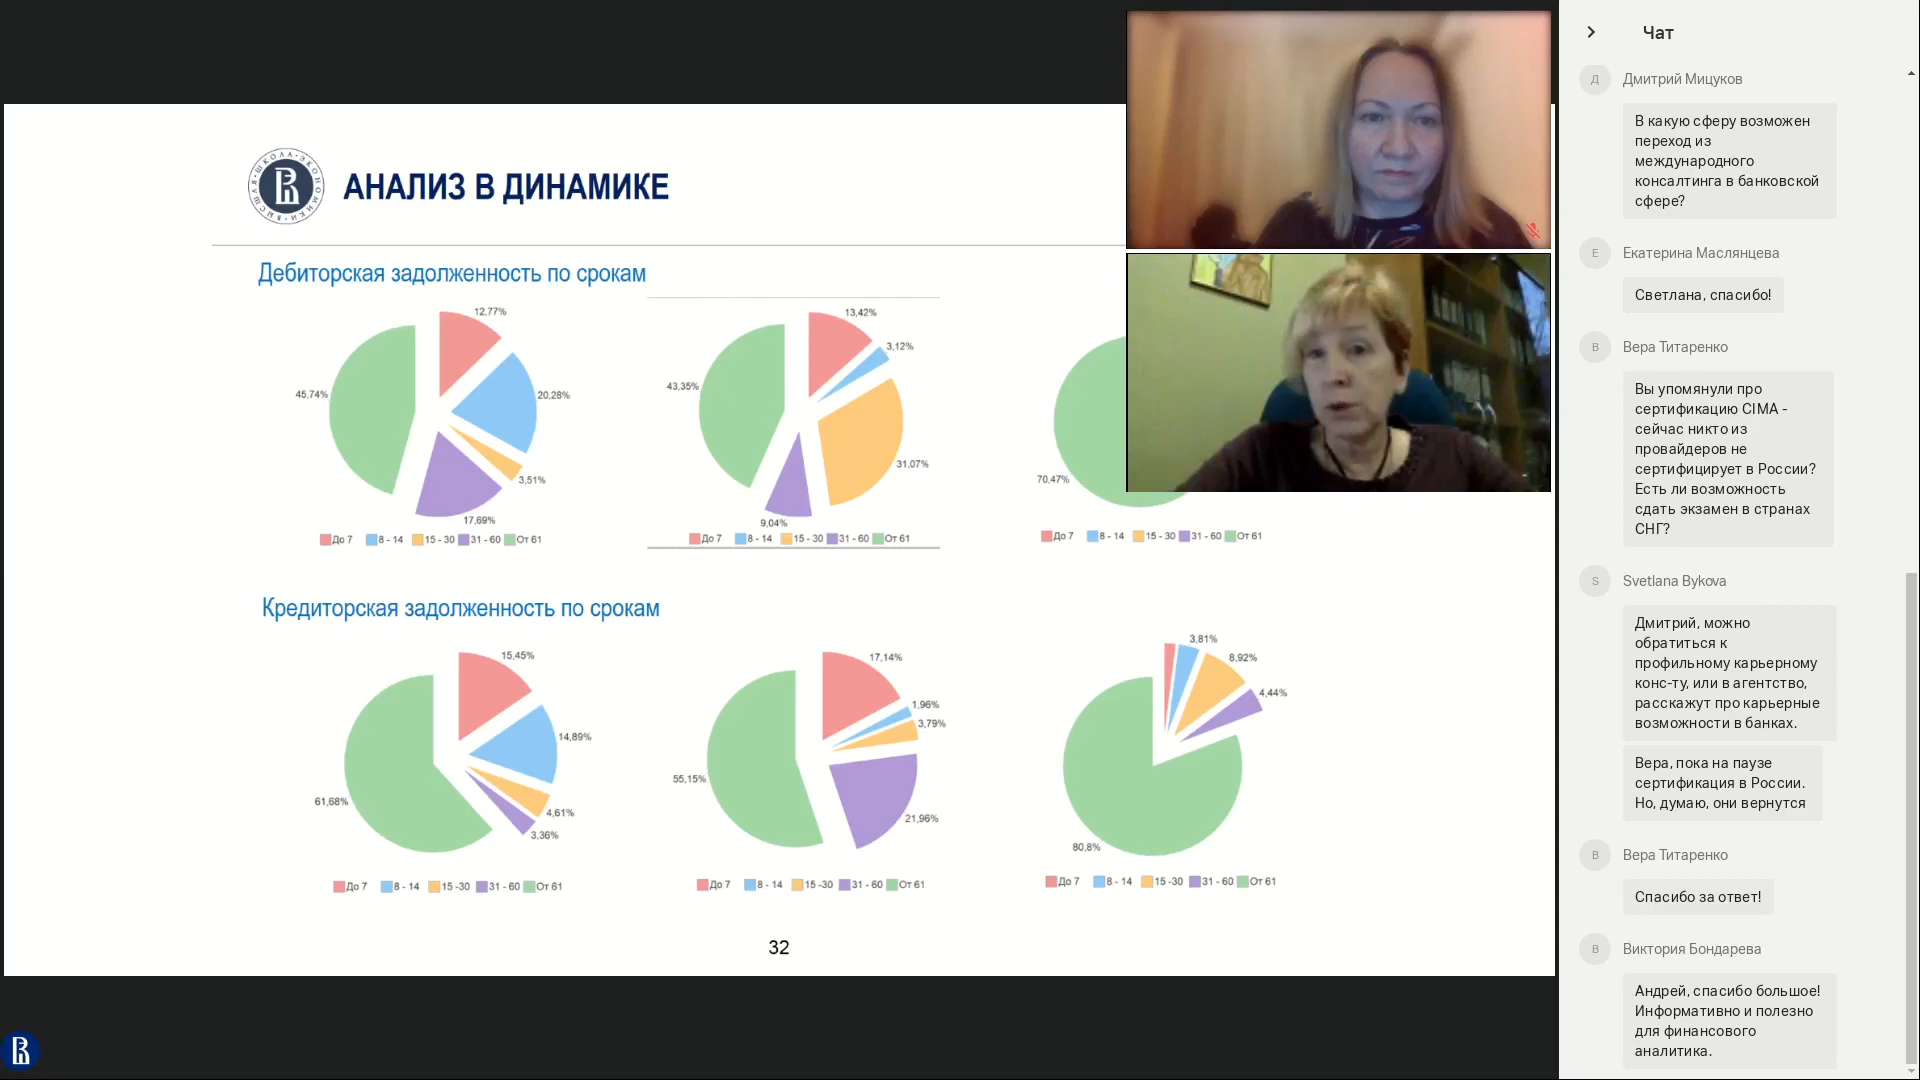 АНАЛИЗ В ДИНАМИКЕ
Дебиторская задолженность по срокам
12,77%
45,74%
20,28%
3,51%
17,69%
До 7 8 - 14 15 - 30 31 - 60 От 61
13,42%
3,12%
43,35%
31,07%
9,04%
До 7 8 - 14 15 - 30 31 - 60 От 61
70,47%
До 7 8 - 14 15 - 30 31 - 60 От 61
Кредиторская задолженность по срокам
15,45%
14,89%
61,68%
4,61%
3,36%
До 7 8 - 14 15 -30 31 - 60 От 61
17,14%
1,96%
3,79%
55,15%
21,96%
До 7 8 - 14 15 -30 31 - 60 От 61
3,81%
8,92%
4,44%
80,8%
До 7 8 - 14 15 -30 31 - 60 От 61
32
Чат
Д
Дмитрий Мицуков
В какую сферу возможен
переход из
международного
консалтинга в банковской
сфере?
Е
Екатерина Маслянцева
Светлана, спасибо!
В
Вера Титаренко
Вы упомянули про
сертификацию CIMA -
сейчас никто из
провайдеров не
сертифицирует в России?
Есть ли возможность
сдать экзамен в странах
СНГ?
S
Svetlana Bykova
Дмитрий, можно
обратиться к
профильному карьерному
конс-ту, или в агентство,
расскажут про карьерные
возможности в банках.
Вера, пока на паузе
сертификация в России.
Но, думаю, они вернутся
В
Вера Титаренко
Спасибо за ответ!
В
Виктория Бондарева
Андрей, спасибо большое!
Информативно и полезно
для финансового
аналитика.